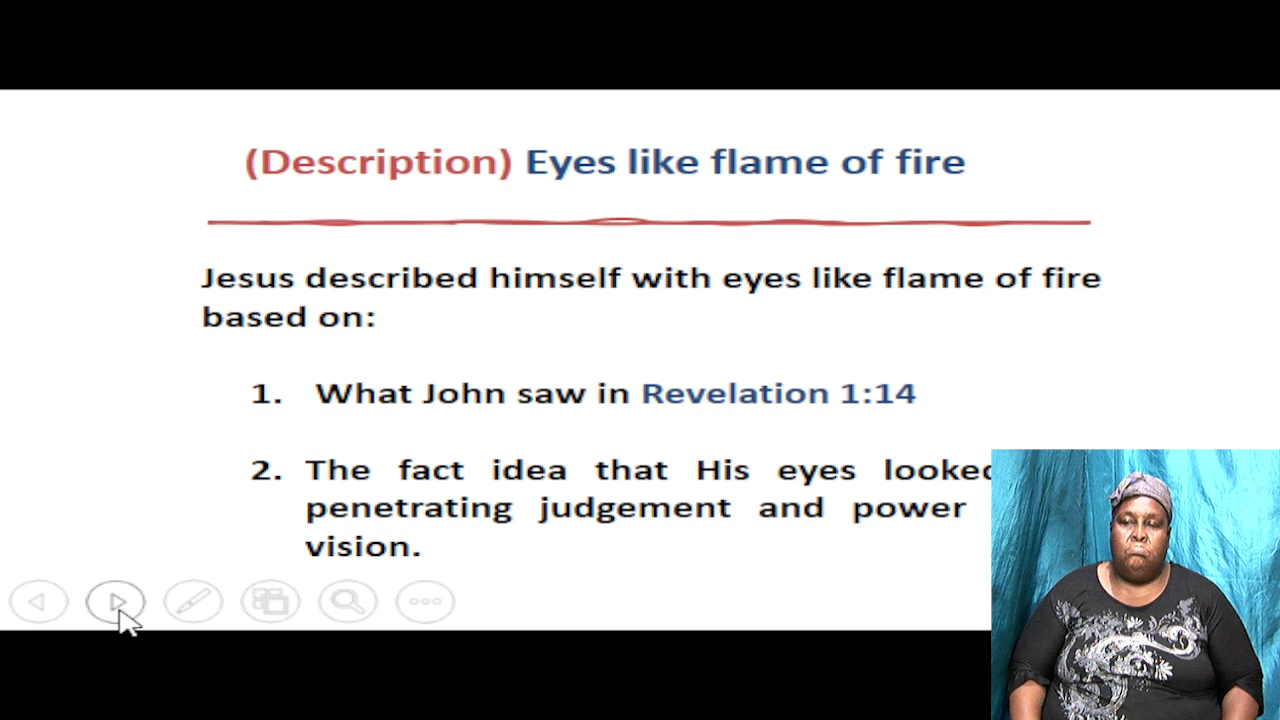 (Description) Eyes like flame of fire
Jesus described himself with eyes like flame of fire
based on:
1. What John saw in Revelation 1:14
2. The fact idea that His eyes looked
penetrating judgement and power
vision.